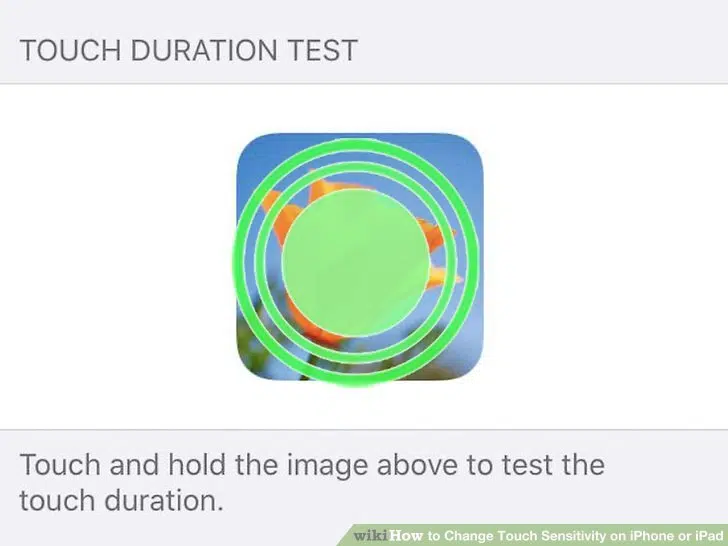 TOUCH DURATION TEST
Touch and hold the image above to test the
touch duration.
wikiHow to Change Touch Sensitivity on iPhone or iPad